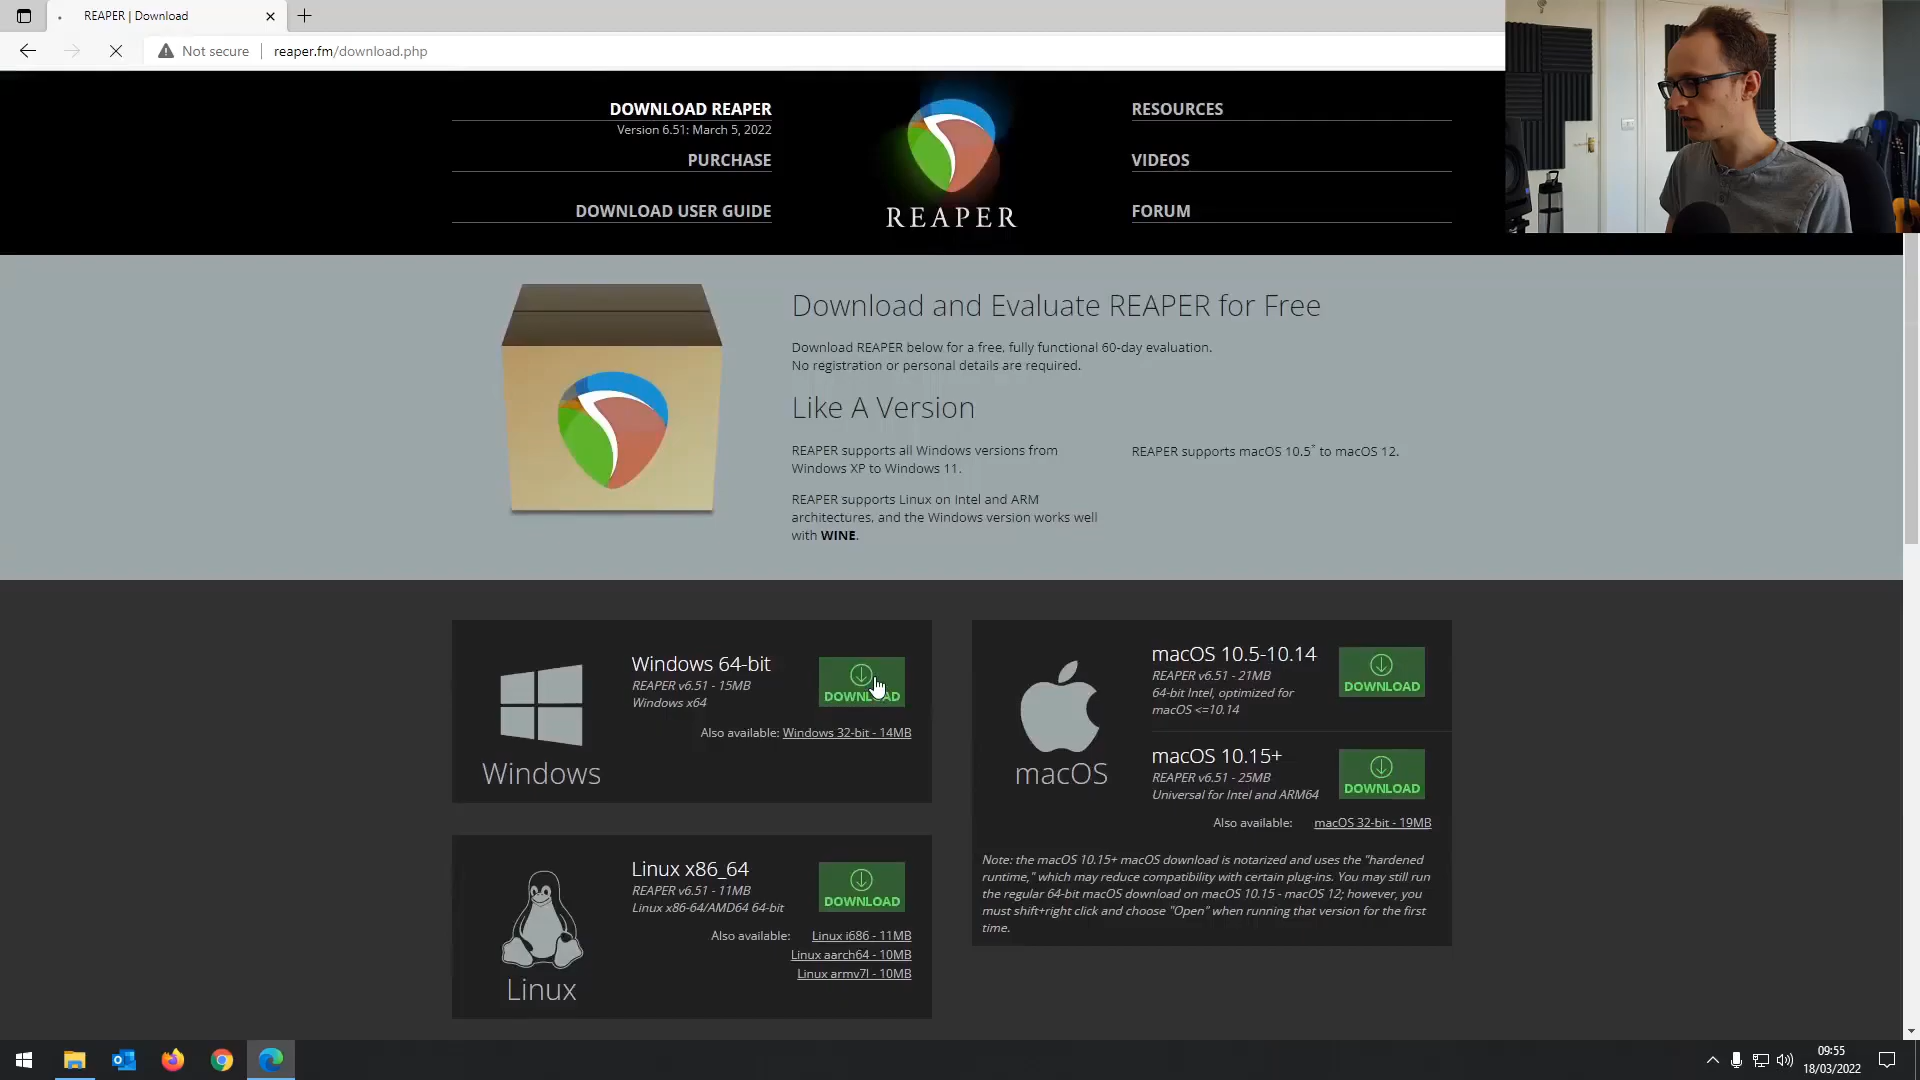 REAPER | Download
Not secure
reaper.fm/download.php
DOWNLOAD REAPER
Version 6.51: March 5, 2022
PURCHASE
DOWNLOAD USER GUIDE
REAPER
RESOURCES
VIDEOS
FORUM
Download and Evaluate REAPER for Free
Download REAPER below for a free, fully functional 60-day evaluation.
No registration or personal details are required.
Like A Version
REAPER supports all Windows versions from
Windows XP to Windows 11.
REAPER supports Linux on Intel and ARM
architectures, and the Windows version works well
with WINE.
REAPER supports macOS 10.5* to macOS 12.
Windows 64-bit
REAPER v6.51 - 15MB
Windows x64
DOWNLOAD
Also available: Windows 32-bit - 14MB
Windows
Linux x86_64
REAPER v6.51 - 11MB
Linux x86-64/AMD64 64-bit
DOWNLOAD
Also available: Linux i686 - 11MB
Linux aarch64 - 10MB
Linux armv7l - 10MB
Linux
macOS 10.5-10.14
REAPER v6.51 - 21MB
64-bit Intel, optimized for
macOS <=10.14
DOWNLOAD
macOS
macOS 10.15+
REAPER v6.51 - 25MB
Universal for Intel and ARM64
DOWNLOAD
Also available: macOS 32-bit - 19MB
Note: the macOS 10.15+ macOS download is notarized and uses the "hardened
runtime," which may reduce compatibility with certain plug-ins. You may still run
the regular 64-bit macOS download on macOS 10.15 - macOS 12; however, you
must shift+right click and choose "Open" when running that version for the first
time.
09:55
18/03/2022